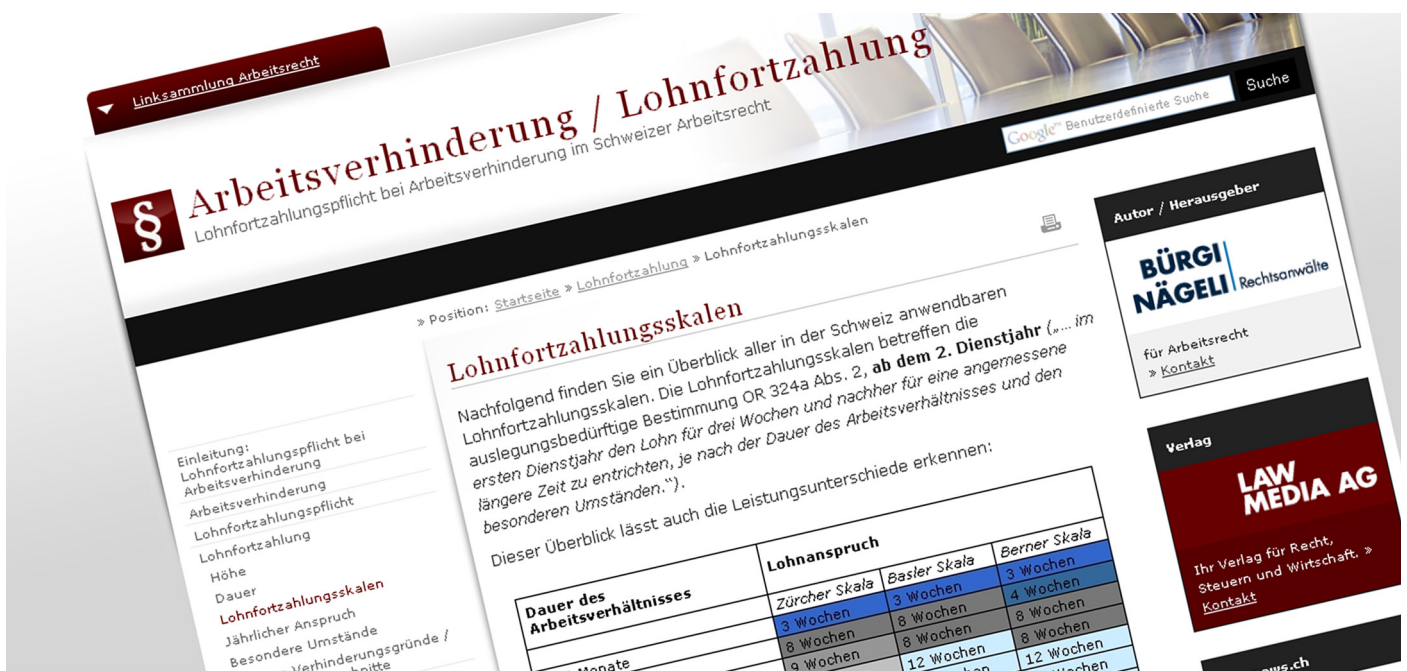 Linksammlung Arbeitsrecht
§
Arbeitsverhinderung / Lohnfortzahlung
Lohnfortzahlungspflicht bei Arbeitsverhinderung im Schweizer Arbeitsrecht
Google™ Benutzerdefinierte Suche
Suche
» Position: Startseite » Lohnfortzahlung » Lohnfortzahlungsskalen
Einleitung:
Lohnfortzahlungspflicht bei
Arbeitsverhinderung
Arbeitsverhinderung
Lohnfortzahlungspflicht
Lohnfortzahlung
Höhe
Dauer
Lohnfortzahlungsskalen
Jährlicher Anspruch
Besondere Umstände
Verhinderungsgründe /
Lohnfortzahlungsskalen
Nachfolgend finden Sie ein Überblick aller in der Schweiz anwendbaren
Lohnfortzahlungsskalen. Die Lohnfortzahlungsskalen betreffen die
auslegungsbedürftige Bestimmung OR 324a Abs. 2, ab dem 2. Dienstjahr („... im
ersten Dienstjahr den Lohn für drei Wochen und nachher für eine angemessene
längere Zeit zu entrichten, je nach der Dauer des Arbeitsverhältnisses und den
besonderen Umständen.“).
Dieser Überblick lässt auch die Leistungsunterschiede erkennen:
Dauer des
Arbeitsverhältnisses
Lohnanspruch
Zürcher Skala Basler Skala Berner Skala
3 Wochen 3 Wochen 3 Wochen
8 Wochen 8 Wochen 4 Wochen
9 Wochen 8 Wochen 8 Wochen
12 Wochen 8 Wochen
12 Wochen
Autor / Herausgeber
BÜRGI
NÄGELI Rechtsanwälte
für Arbeitsrecht
» Kontakt
Verlag
LAW
MEDIA AG
Ihr Verlag für Recht,
Steuern und Wirtschaft. »
Kontakt